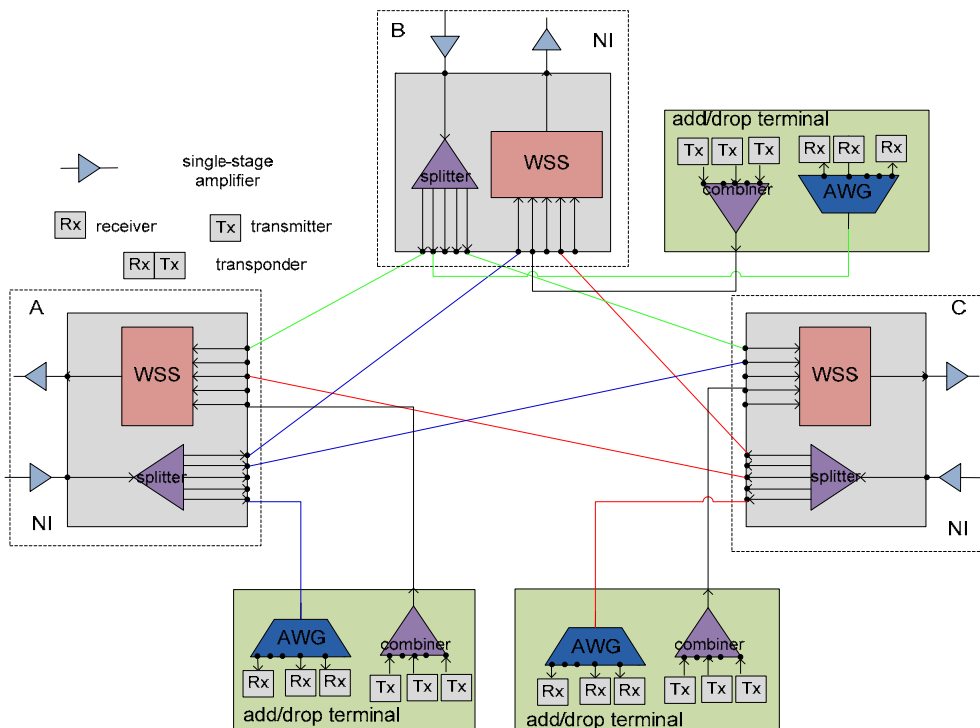 B
NI
splitter
WSS
add/drop terminal
Tx Tx Tx
Rx Rx Rx
combiner
AWG
single-stage
amplifier
Rx receiver
Tx transmitter
Rx Tx transponder
A
WSS
splitter
NI
C
WSS
splitter
NI
AWG
combiner
Rx Rx Rx
Tx Tx Tx
add/drop terminal
AWG
combiner
Rx Rx Rx
Tx Tx Tx
add/drop terminal